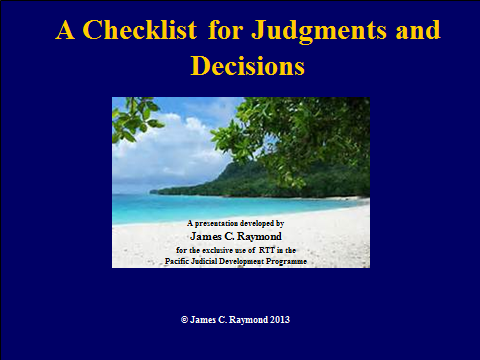 A Checklist for Judgments and
Decisions
A presentation developed by
James C. Raymond
for the exclusive use of RTT in the
Pacific Judicial Development Programme
© James C. Raymond 2013